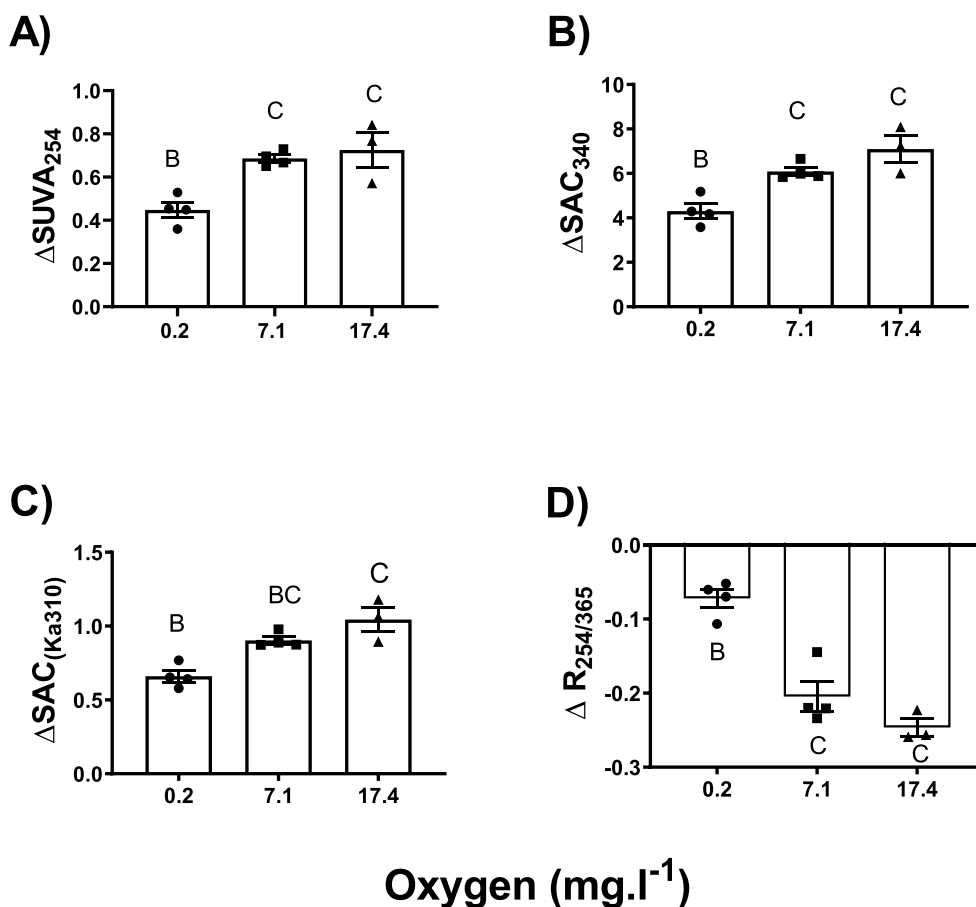 A)
ΔSUVA254
1.0
0.8
0.6
0.4
0.2
0.0
B
C
C
0.2 7.1 17.4
B)
ΔSAC340
10
8
6
4
2
0
B
C
C
0.2 7.1 17.4
C)
ΔSAC(Ka310)
1.5
1.0
0.5
0.0
B
BC
C
0.2 7.1 17.4
D)
Δ R254/365
0.0
-0.1
-0.2
-0.3
B
C
C
0.2 7.1 17.4
Oxygen (mg.l-1)